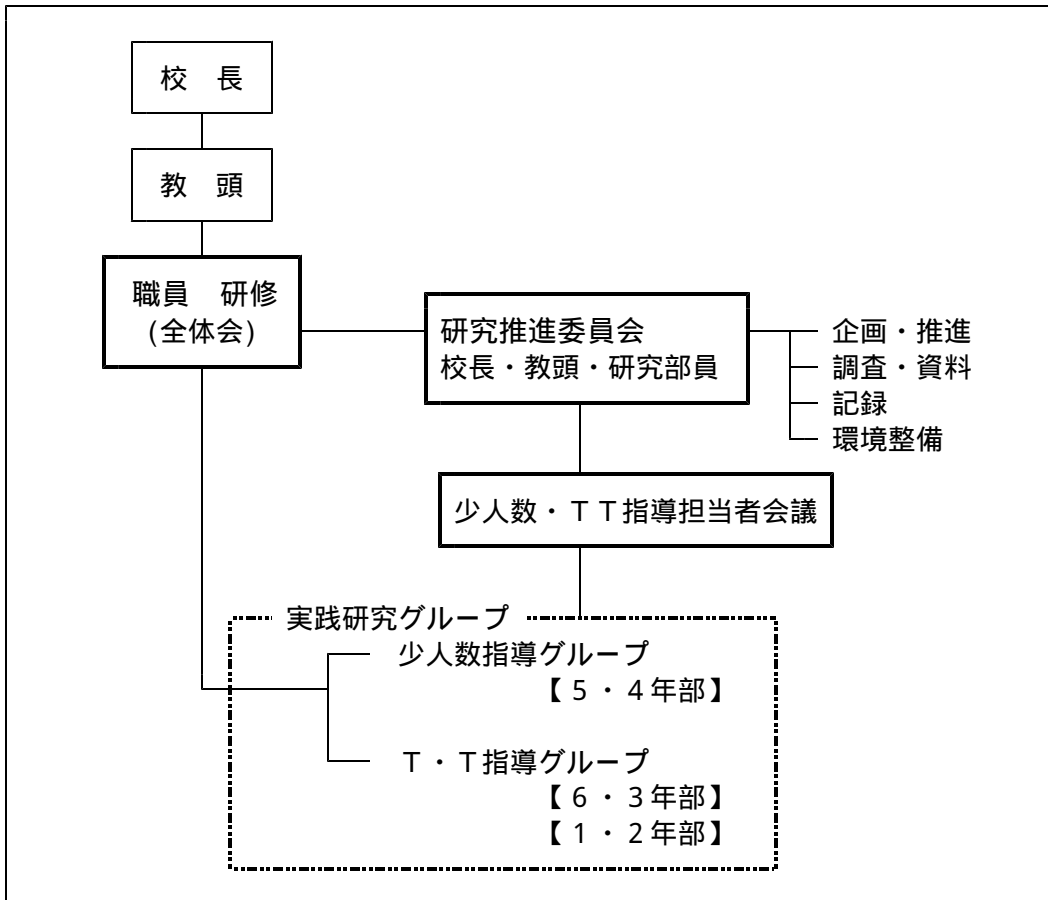 校　長
教　頭
職員　研修
(全体会)
研究推進委員会
校長・教頭・研究部員
企画・推進
調査・資料
記録
環境整備
少人数・ＴＴ指導担当者会議
実践研究グループ
少人数指導グループ
【５・４年部】
Ｔ・Ｔ指導グループ
【６・３年部】
【１・２年部】